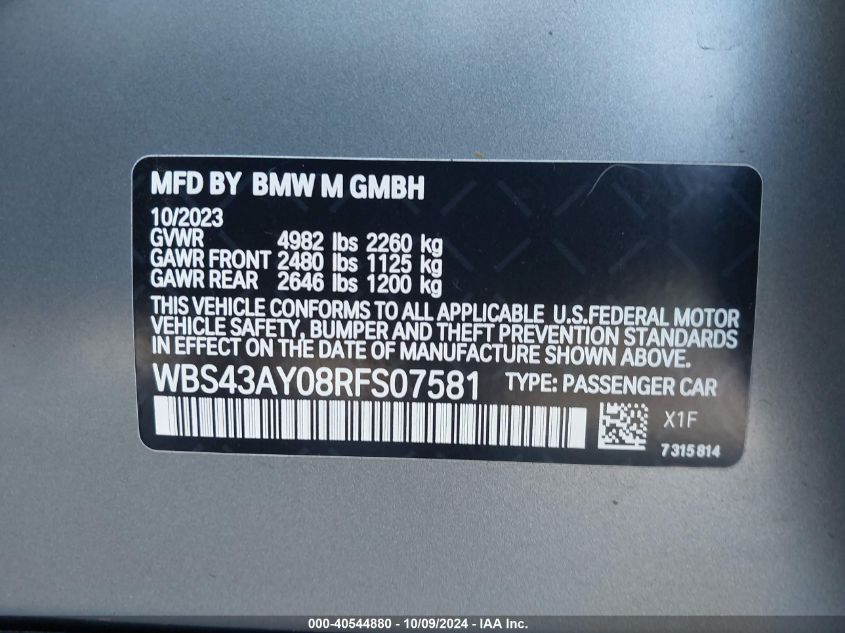 MFD BY BMW M GMBH
10/2023
GVWR 4982 lbs 2260 kg
GAWR FRONT 2480 lbs 1125 kg
GAWR REAR 2646 lbs 1200 kg
THIS VEHICLE CONFORMS TO ALL APPLICABLE U.S.FEDERAL MOTOR
VEHICLE SAFETY, BUMPER AND THEFT PREVENTION STANDARDS
IN EFFECT ON THE DATE OF MANUFACTURE SHOWN ABOVE.
WBS43AY08RFS07581 TYPE: PASSENGER CAR
X1F
7315814
000-40544880 - 10/09/2024 - IAA Inc.